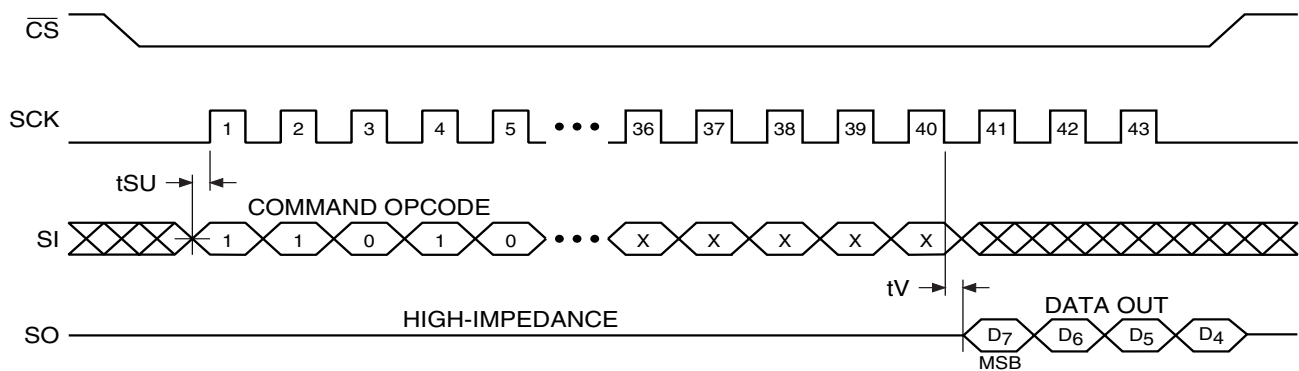 CS
SCK 1 2 3 4 5 ••• 36 37 38 39 40 41 42 43
tSU
COMMAND OPCODE
SI 1 1 0 1 0 ••• X X X X X
tV
HIGH-IMPEDANCE DATA OUT
SO D7 D6 D5 D4
MSB